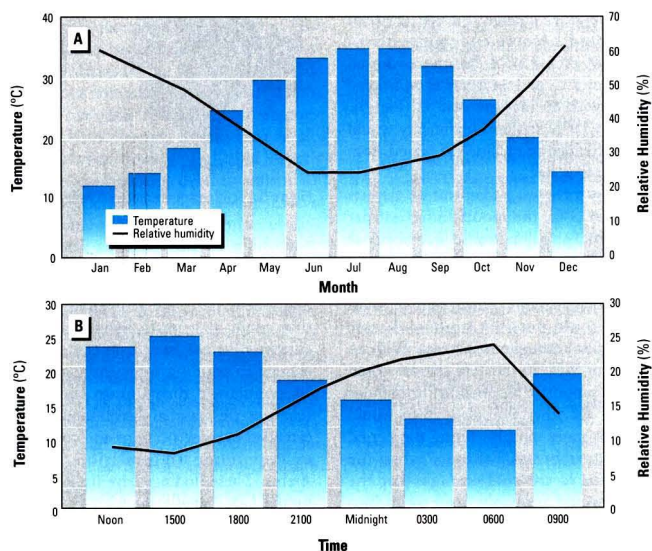 A
40
30
20
10
0
Temperature (°C)
70
60
50
40
30
20
10
0
Relative Humidity (%)
Temperature
Relative humidity
Jan Feb Mar Apr May Jun Jul Aug Sep Oct Nov Dec
Month
B
30
25
20
15
10
5
0
Temperature (°C)
30
25
20
15
10
5
0
Relative Humidity (%)
Noon 1500 1800 2100 Midnight 0300 0600 0900
Time